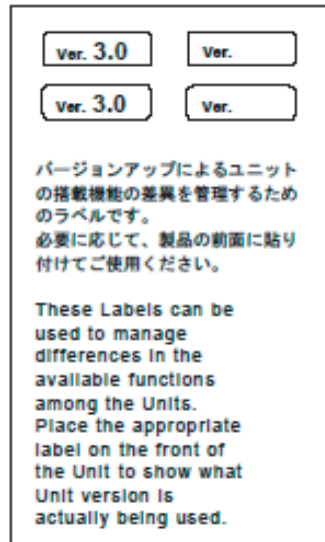 Ver. 3.0
Ver.
Ver. 3.0
Ver.
バージョンアップによるユニット
の搭載機能の差異を管理するため
のラベルです。
必要に応じて、製品の前面に貼り
付けてご使用ください。
These Labels can be
used to manage
differences in the
available functions
among the Units.
Place the appropriate
label on the front of
the Unit to show what
Unit version is
actually being used.